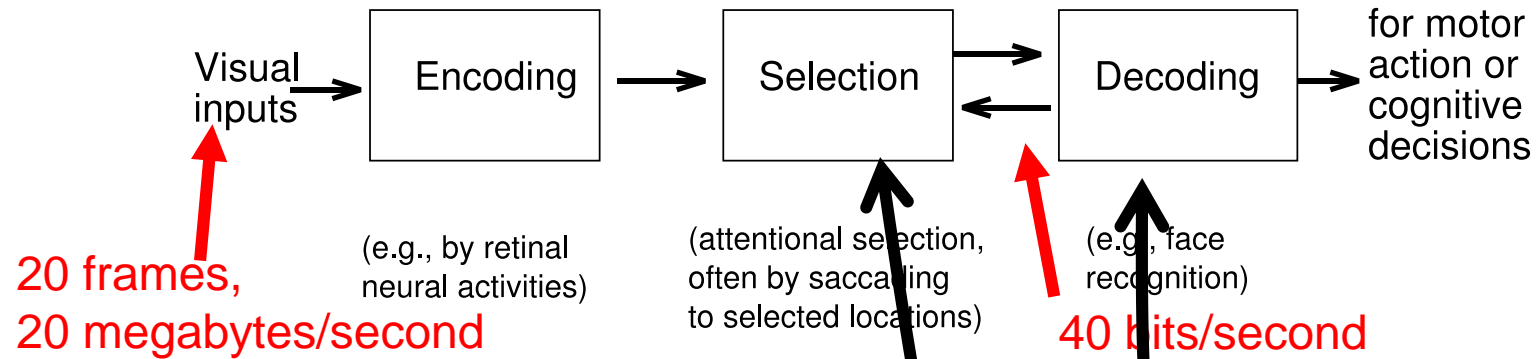 Visual
inputs
Encoding
Selection
Decoding
for motor
action or
cognitive
decisions
(e.g., by retinal
neural activities)
(attentional selection,
often by saccading
to selected locations)
(e.g., face
recognition)
20 frames,
20 megabytes/second
40 bits/second